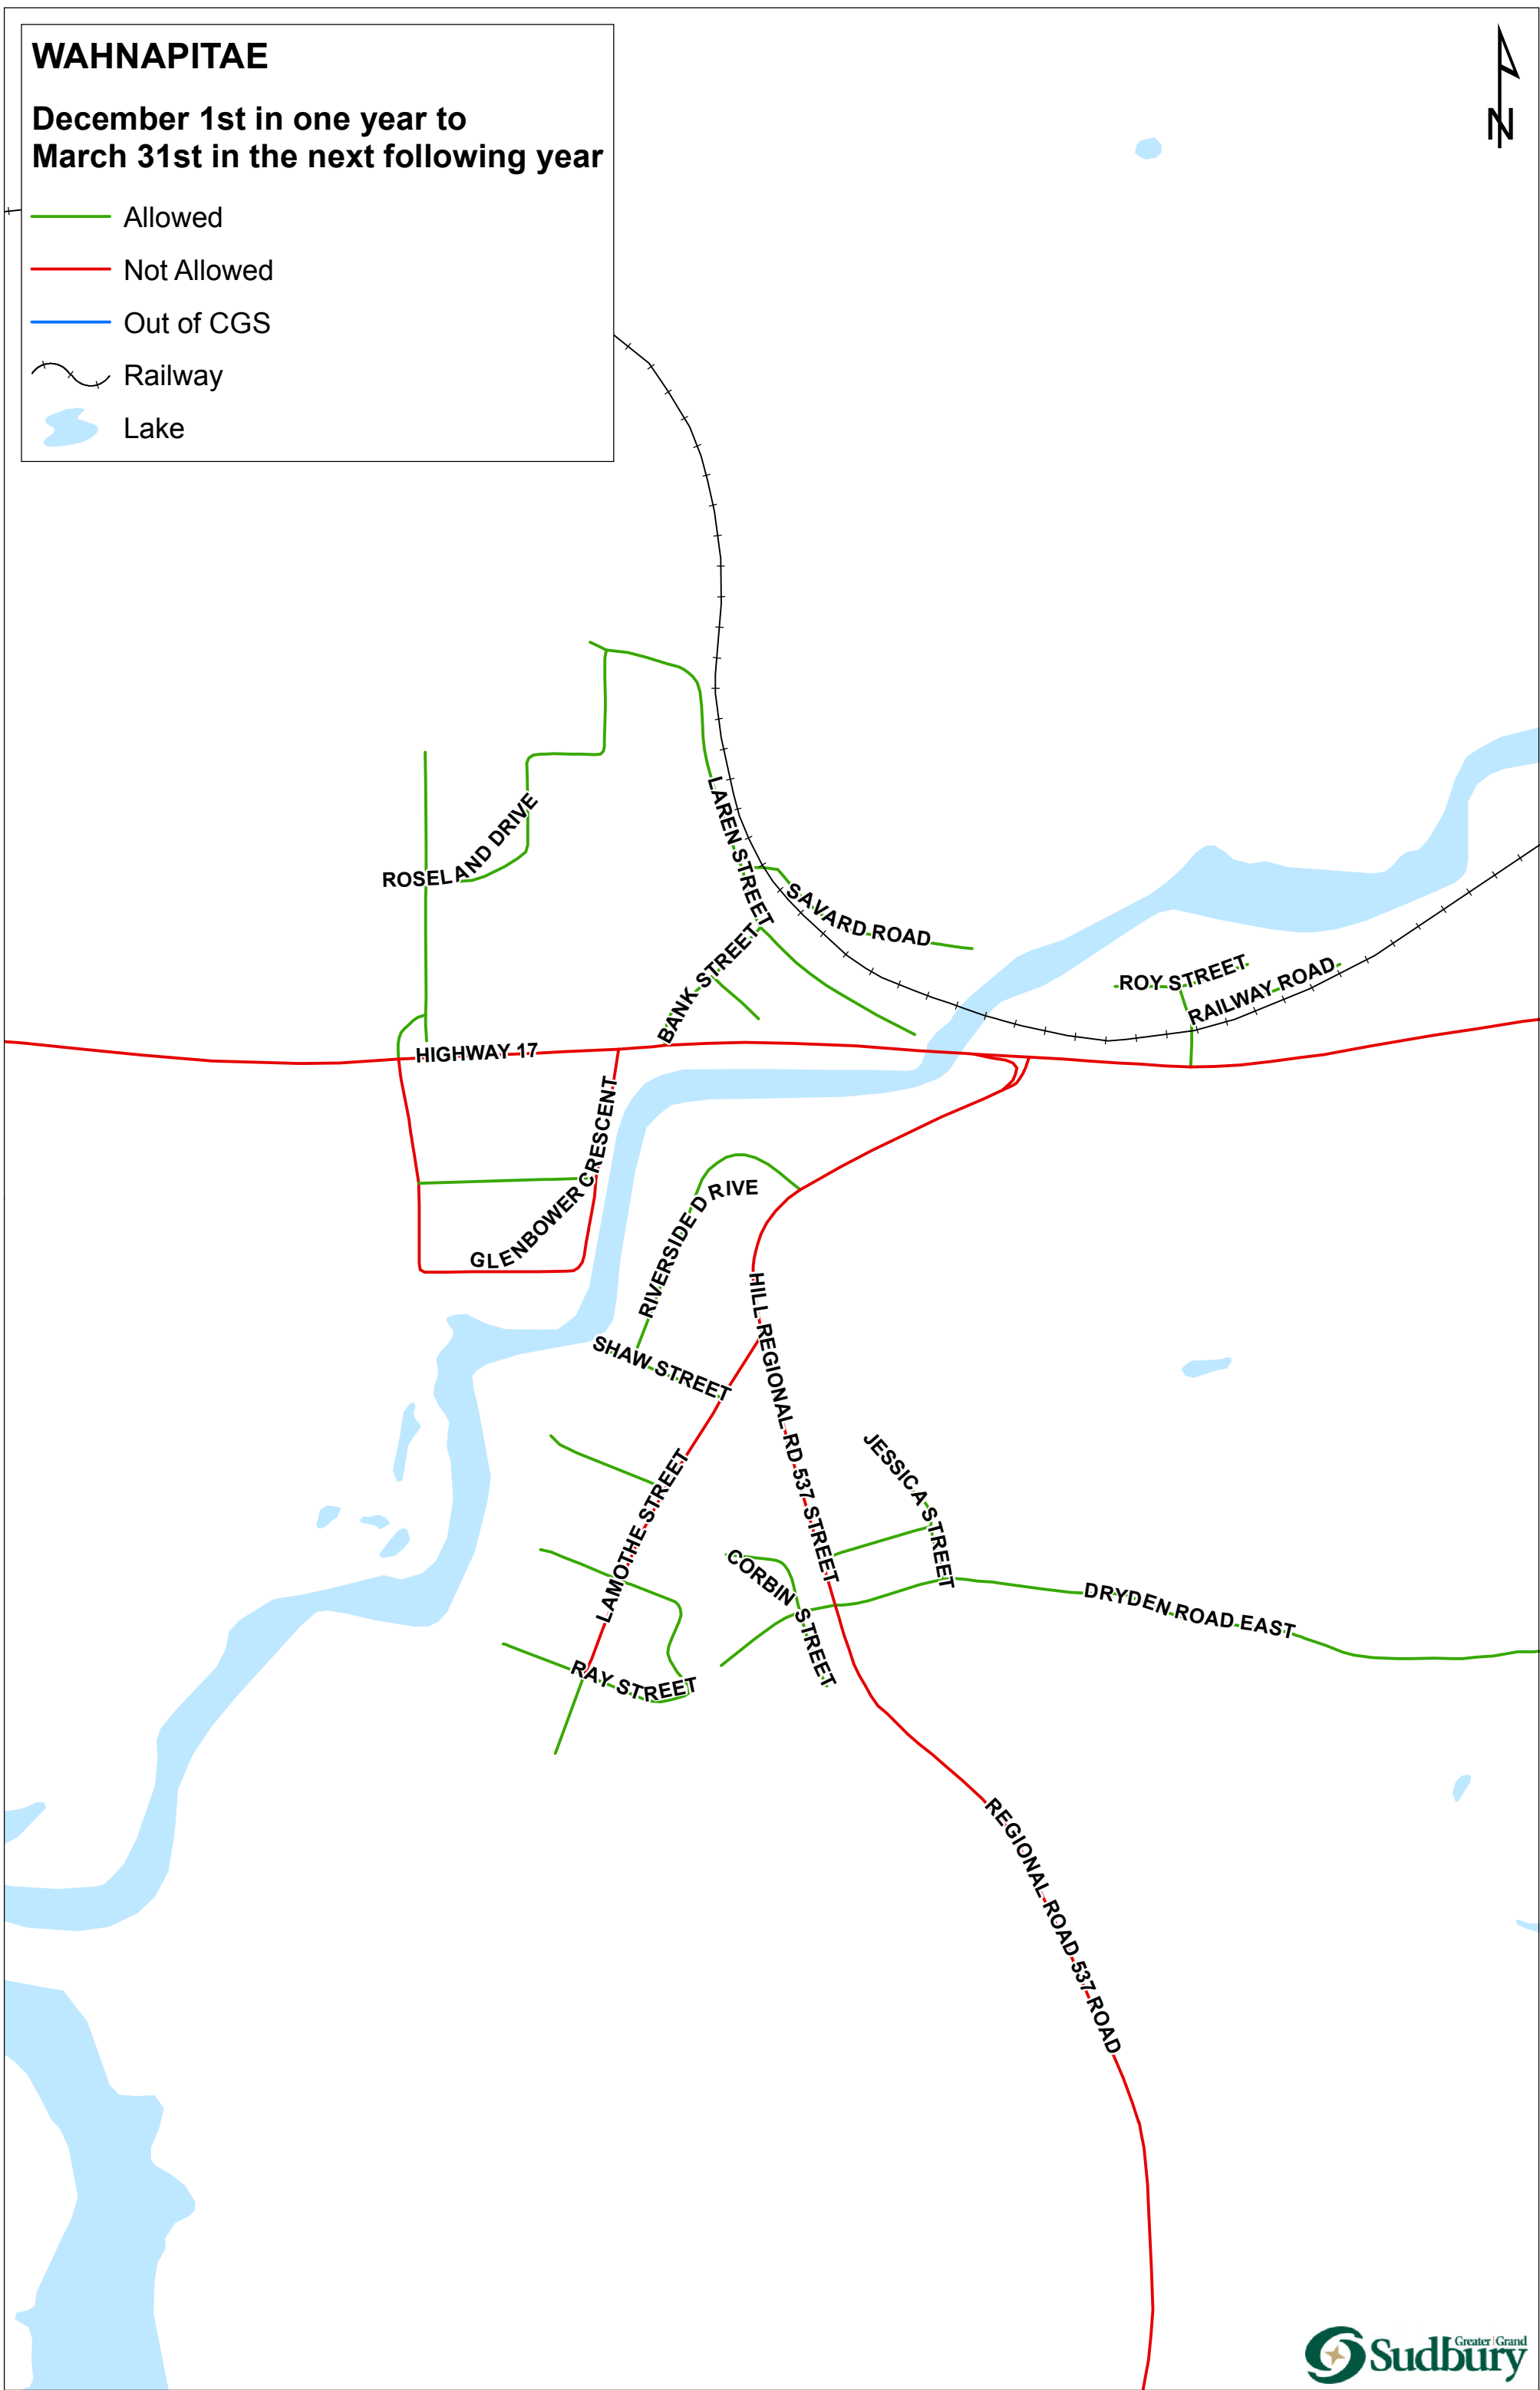 WAHNAPITAE
December 1st in one year to
March 31st in the next following year
Allowed
Not Allowed
Out of CGS
Railway
Lake
N
LAREN STREET
ROSELAND DRIVE
SAVARD ROAD
BANK STREET
ROY STREET
RAILWAY ROAD
HIGHWAY 17
GLENBOWER CRESCENT
RIVERSIDE DRIVE
HILL REGIONAL RD 537 STREET
SHAW STREET
LAMOTHE STREET
JESSICA STREET
CORBIN STREET
DRYDEN ROAD EAST
RAY STREET
REGIONAL ROAD 537 ROAD
Greater | Grand
Sudbury